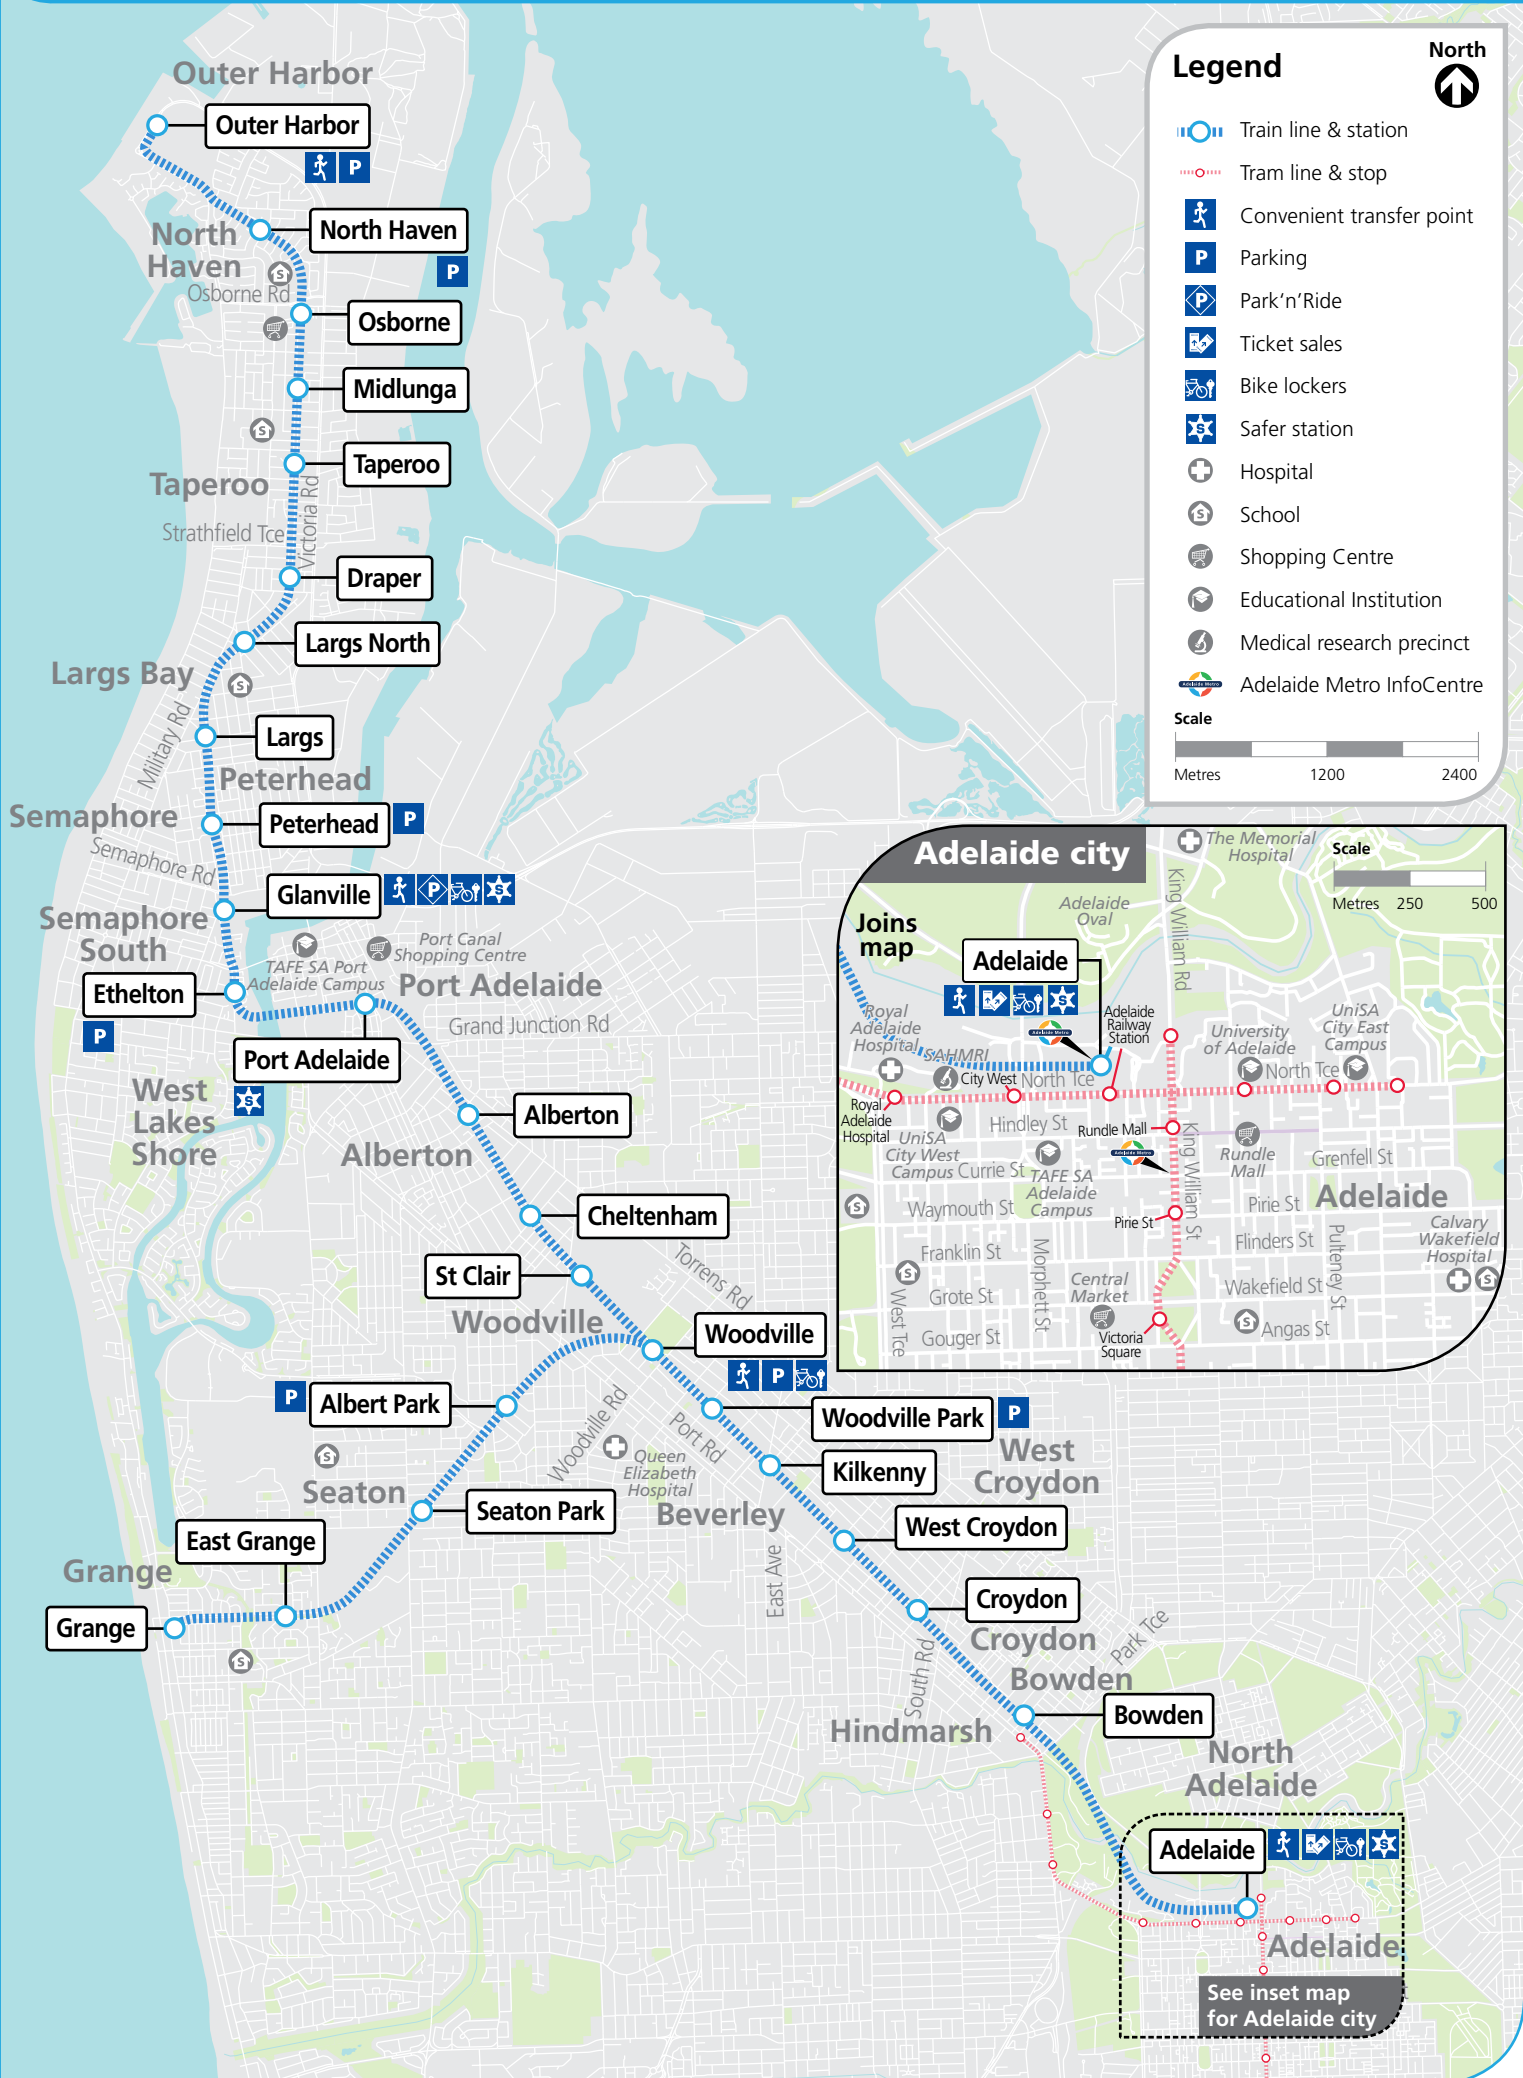 Outer Harbor
Outer Harbor
P
North Haven
North
Haven
P
S
Osborne Rd
Osborne
Midlunga
S
Taperoo
Taperoo
Victoria Rd
Strathfield Tce
Draper
Largs North
Largs Bay
S
Military Rd
Largs
Peterhead
Semaphore
Peterhead
P
Semaphore Rd
Glanville
P
S
Semaphore
South
Port Canal
Shopping Centre
TAFE SA Port
Adelaide Campus
Port Adelaide
Ethelton
P
Grand Junction Rd
Port Adelaide
S
West
Lakes
Shore
Alberton
Alberton
Cheltenham
St Clair
Torrens Rd
Woodville
Woodville
P
Albert Park
P
Woodville Park
P
Woodville Rd
Port Rd
S
Queen
Elizabeth
Hospital
West
Croydon
Kilkenny
Seaton
Seaton Park
Beverley
West Croydon
East Grange
East Ave
Grange
Grange
S
Croydon
Croydon
Park Tce
South Rd
Bowden
Bowden
Hindmarsh
North
Adelaide
Adelaide
S
Adelaide
See inset map
for Adelaide city
Legend
North
Train line & station
Tram line & stop
Convenient transfer point
P
Parking
P
Park'n'Ride
Ticket sales
Bike lockers
S
Safer station
Hospital
S
School
Shopping Centre
Educational Institution
Medical research precinct
Adelaide Metro
Adelaide Metro InfoCentre
Scale
Metres 1200 2400
Adelaide city
The Memorial
Hospital
Scale
Metres 250 500
King William Rd
Adelaide
Oval
Joins
map
Adelaide
S
Adelaide Metro
Adelaide
Railway
Station
Royal
Adelaide
Hospital
SAHMRI
University
of Adelaide
UniSA
City East
Campus
City West
North Tce
North Tce
Royal
Adelaide
Hospital
Hindley St
Rundle Mall
UniSA
City West
Campus
Currie St
TAFE SA
Adelaide
Campus
Adelaide Metro
King William St
Rundle
Mall
Grenfell St
S
Waymouth St
Pirie St
Pirie St
Adelaide
Franklin St
S
Flinders St
Pulteney St
Calvary
Wakefield
Hospital
S
Morphett St
Central
Market
Wakefield St
West Tce
Grote St
Gouger St
Victoria
Square
S
Angas St